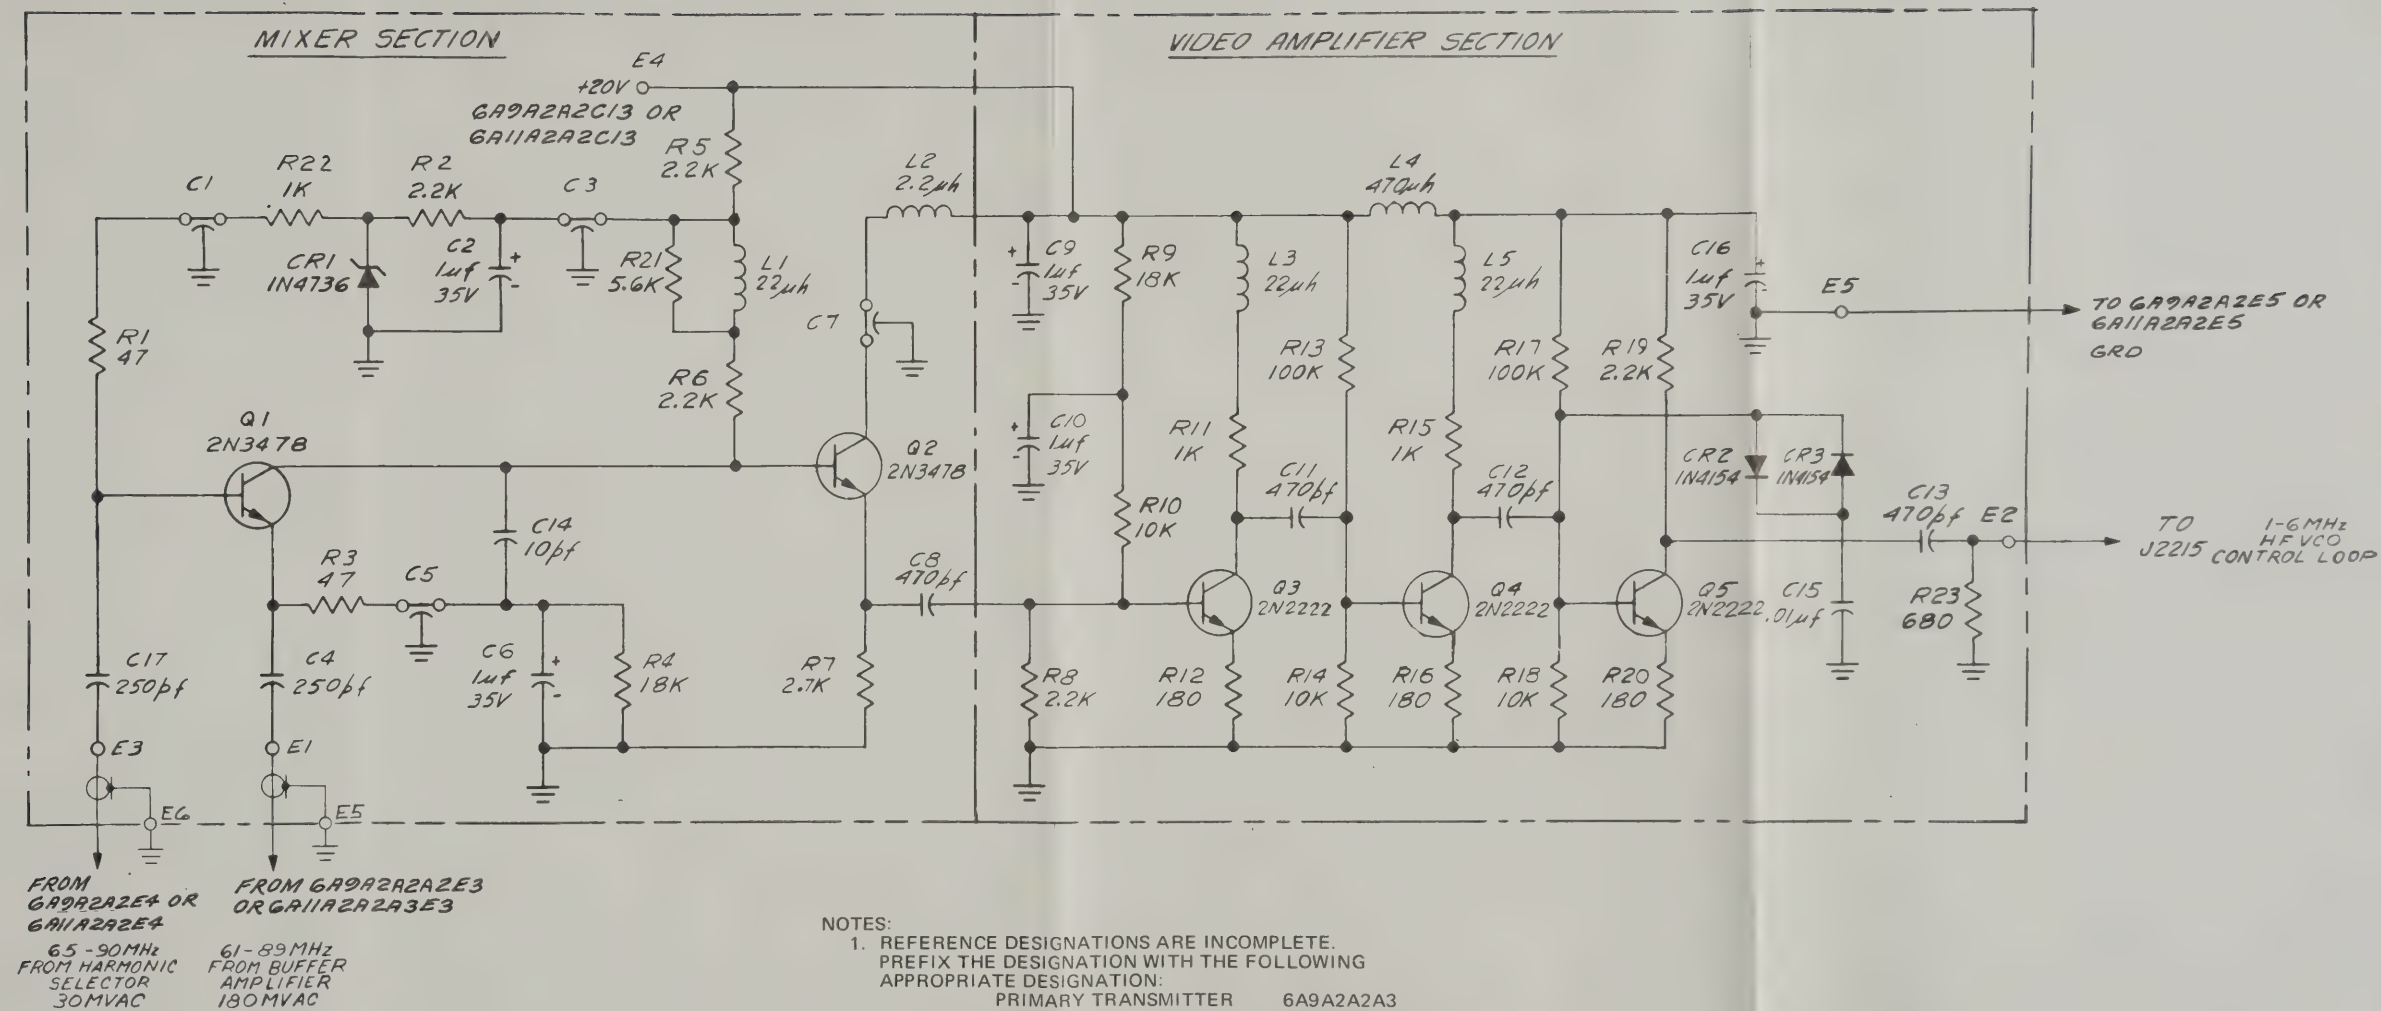 MIXER SECTION
VIDEO AMPLIFIER SECTION
E4
+20V
6A9A2A2C13 OR
6A11A2A2C13
C1
R22
1K
R2
2.2K
C3
R5
2.2K
L2
2.2µh
L4
470µh
CR1
1N4736
C2
1uf
35V
+
-
R21
5.6K
L1
22µh
C7
+
C9
1uf
35V
-
R9
18K
L3
22µh
L5
22µh
C16
1uf
35V
+
-
E5
TO 6A9A2A2E5 OR
6A11A2A2E5
GRD
R1
47
R6
2.2K
R13
100K
R17
100K
R19
2.2K
Q1
2N3478
Q2
2N3478
+
C10
1uf
35V
-
R11
1K
R15
1K
C11
470pf
C12
470pf
CR2
1N4154
CR3
1N4154
C13
470pf
E2
TO
J2215
1-6MHz
HF VCO
CONTROL LOOP
R10
10K
C14
10pf
R3
47
C5
C8
470pf
Q3
2N2222
Q4
2N2222
Q5
2N2222
C15
.01µf
R23
680
C17
250pf
C4
250pf
C6
1uf
35V
+
-
R4
18K
R7
2.7K
R8
2.2K
R12
180
R14
10K
R16
180
R18
10K
R20
180
E3
E1
E6
E5
FROM
6A9A2A2E4 OR
6A11A2A2E4
65-90MHz
FROM HARMONIC
SELECTOR
30MVAC
FROM 6A9A2A2A2E3
OR 6A11A2A2A3E3
61-89MHz
FROM BUFFER
AMPLIFIER
180MVAC
NOTES:
1. REFERENCE DESIGNATIONS ARE INCOMPLETE.
PREFIX THE DESIGNATION WITH THE FOLLOWING
APPROPRIATE DESIGNATION:
PRIMARY TRANSMITTER 6A9A2A2A3